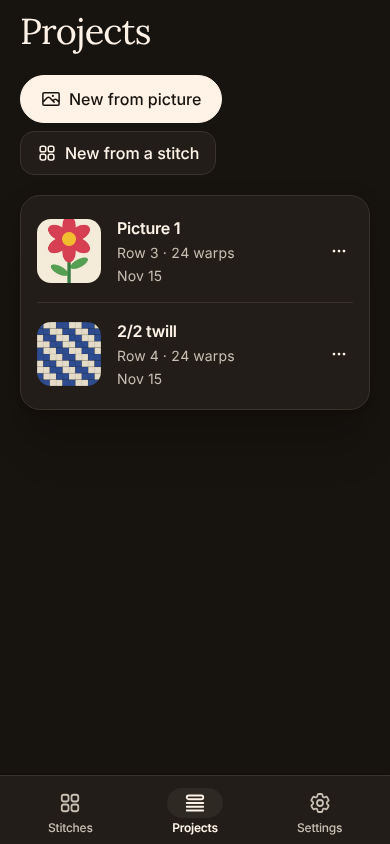 Projects
New from picture
New from a stitch
Picture 1
Row 3 · 24 warps
Nov 15
2/2 twill
Row 4 · 24 warps
Nov 15
Stitches
Projects
Settings